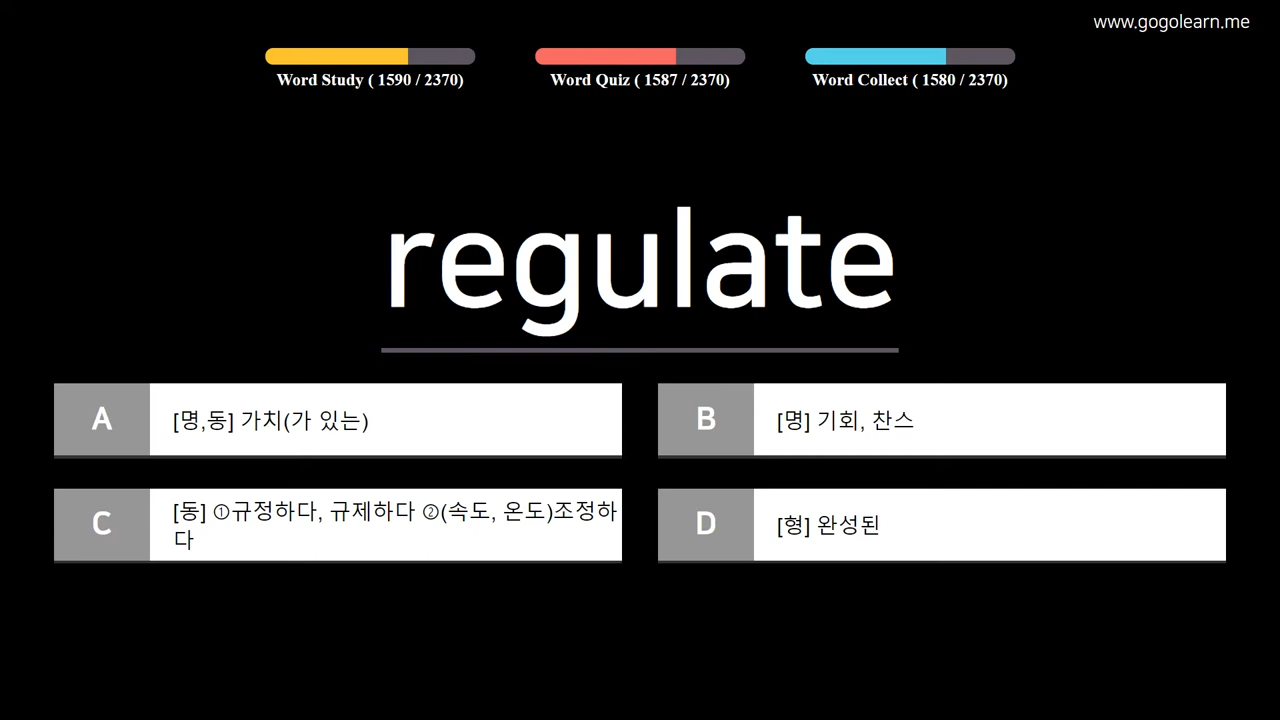 www.gogolearn.me
Word Study ( 1590 / 2370)
Word Quiz ( 1587 / 2370)
Word Collect ( 1580 / 2370)
regulate
A
[명,동] 가치(가 있는)
B
[명] 기회, 찬스
C
[동] ①규정하다, 규제하다 ②(속도, 온도)조정하
다
D
[형] 완성된